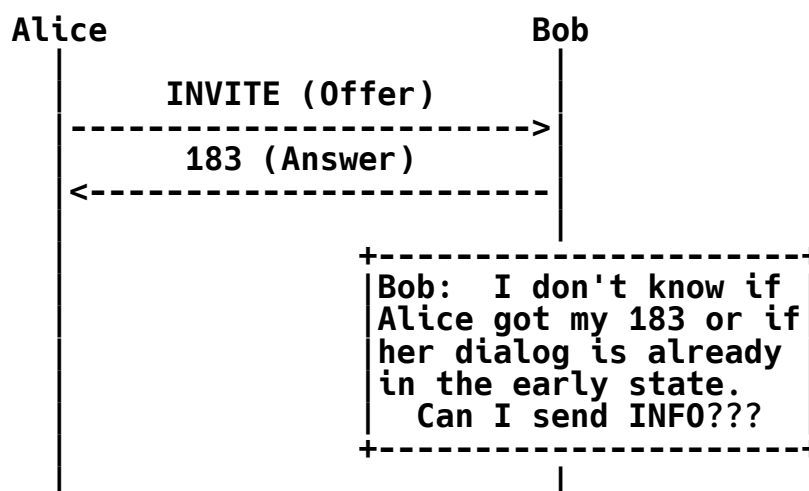 Alice Bob
INVITE (Offer)
183 (Answer)
Bob: I don't know if
Alice got my 183 or if
her dialog is already
in the early state.
Can I send INFO???